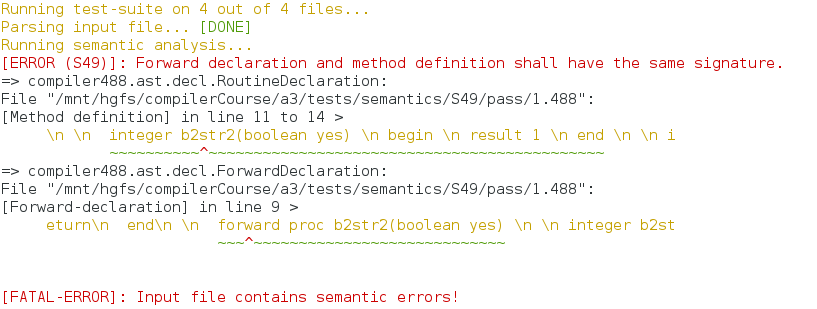 Running test-suite on 4 out of 4 files...
Parsing input file... [DONE]
Running semantic analysis...
[ERROR (S49)]: Forward declaration and method definition shall have the same signature.
=> compiler488.ast.decl.RoutineDeclaration:
File "/mnt/hgfs/compilerCourse/a3/tests/semantics/S49/pass/1.488":
[Method definition] in line 11 to 14 >
\n \n  integer b2str2(boolean yes) \n begin \n result 1 \n end \n \n i
~~~~~~~~~~^~~~~~~~~~~~~~~~~~~~~~~~~~~~~~~~~~~~~~~~~~~~~
=> compiler488.ast.decl.ForwardDeclaration:
File "/mnt/hgfs/compilerCourse/a3/tests/semantics/S49/pass/1.488":
[Forward-declaration] in line 9 >
eturn\n  end\n \n  forward proc b2str2(boolean yes) \n \n integer b2st
~~~^~~~~~~~~~~~~~~~~~~~~~~~~~~~~
[FATAL-ERROR]: Input file contains semantic errors!